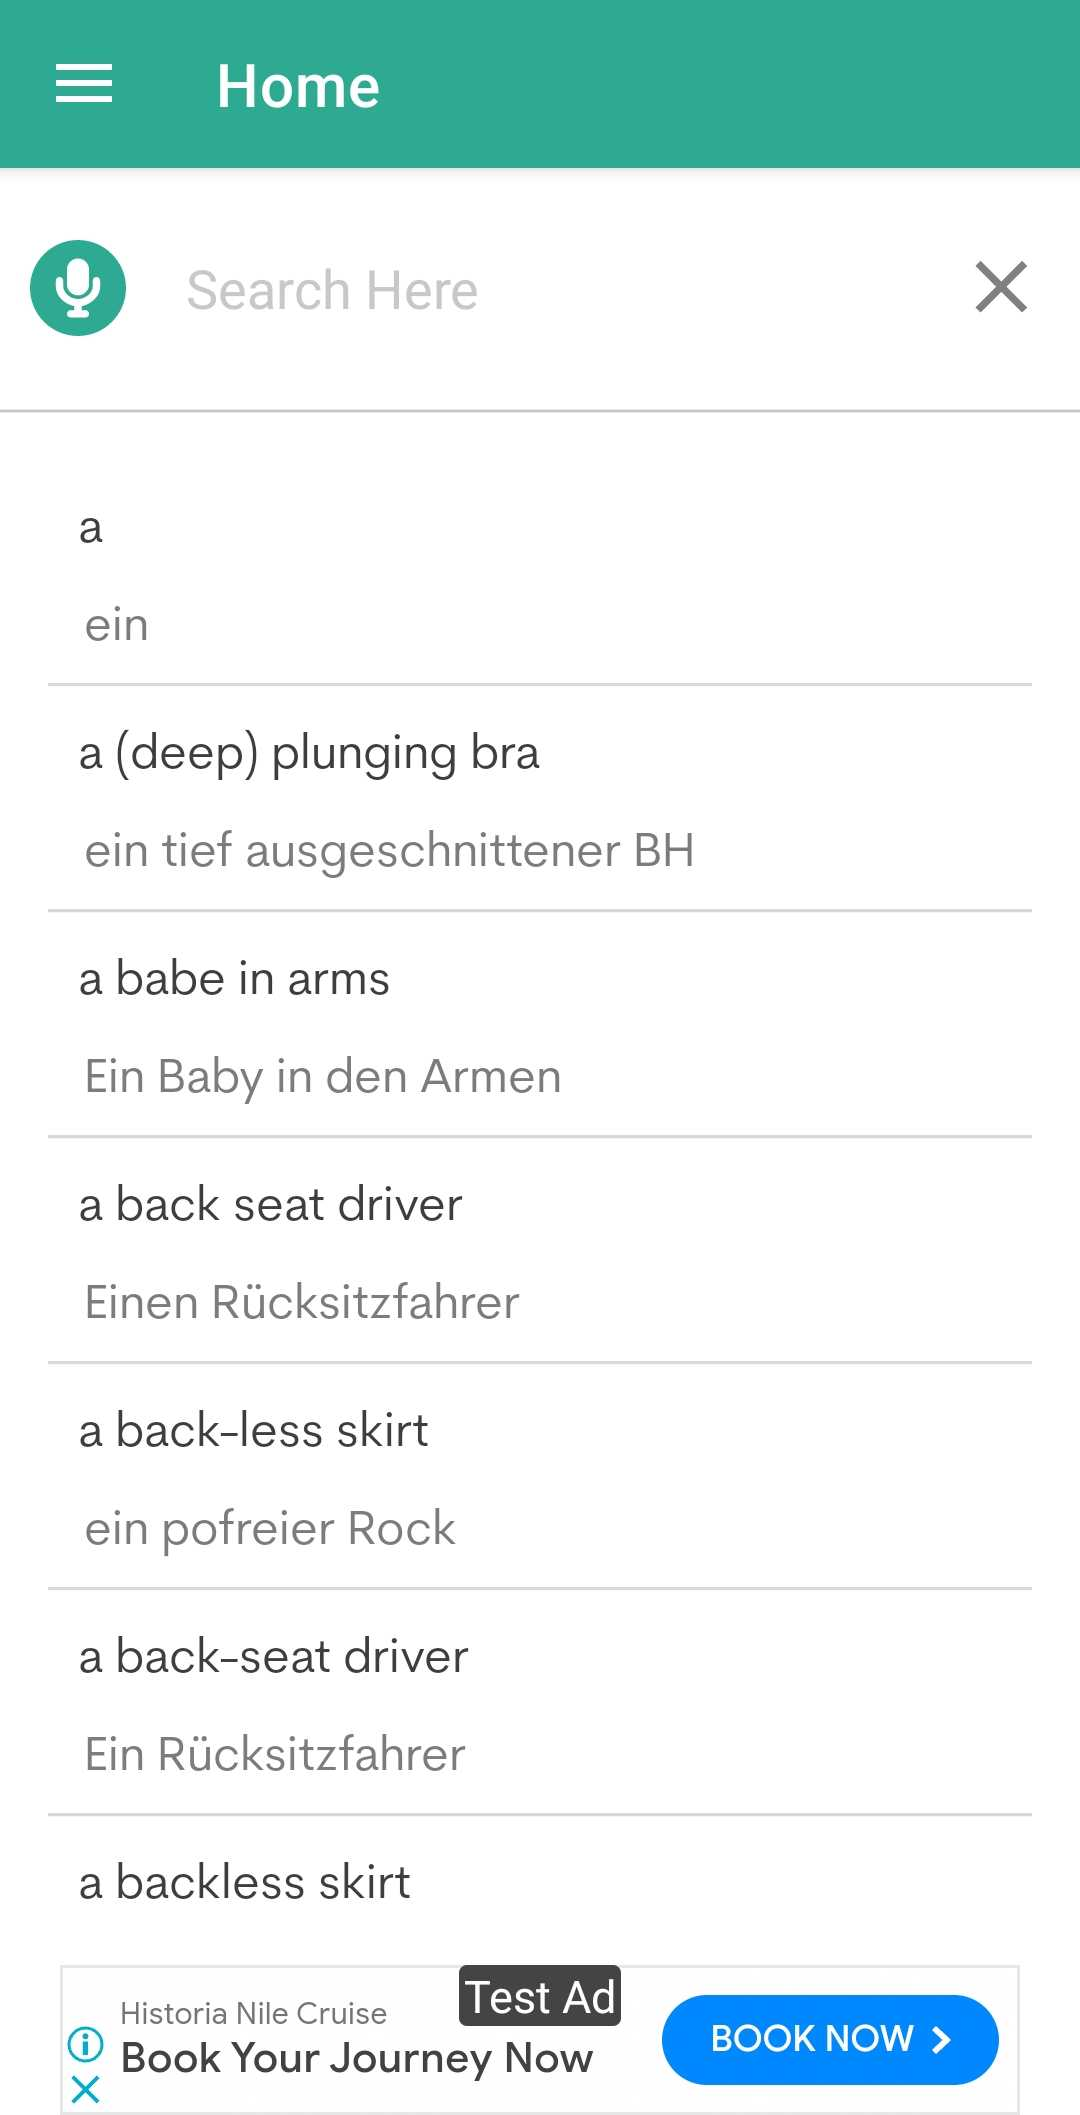 Home
Search Here
a
ein
a (deep) plunging bra
ein tief ausgeschnittener BH
a babe in arms
Ein Baby in den Armen
a back seat driver
Einen Rücksitzfahrer
a back-less skirt
ein pofreier Rock
a back-seat driver
Ein Rücksitzfahrer
a backless skirt
Test Ad
Historia Nile Cruise
Book Your Journey Now
BOOK NOW